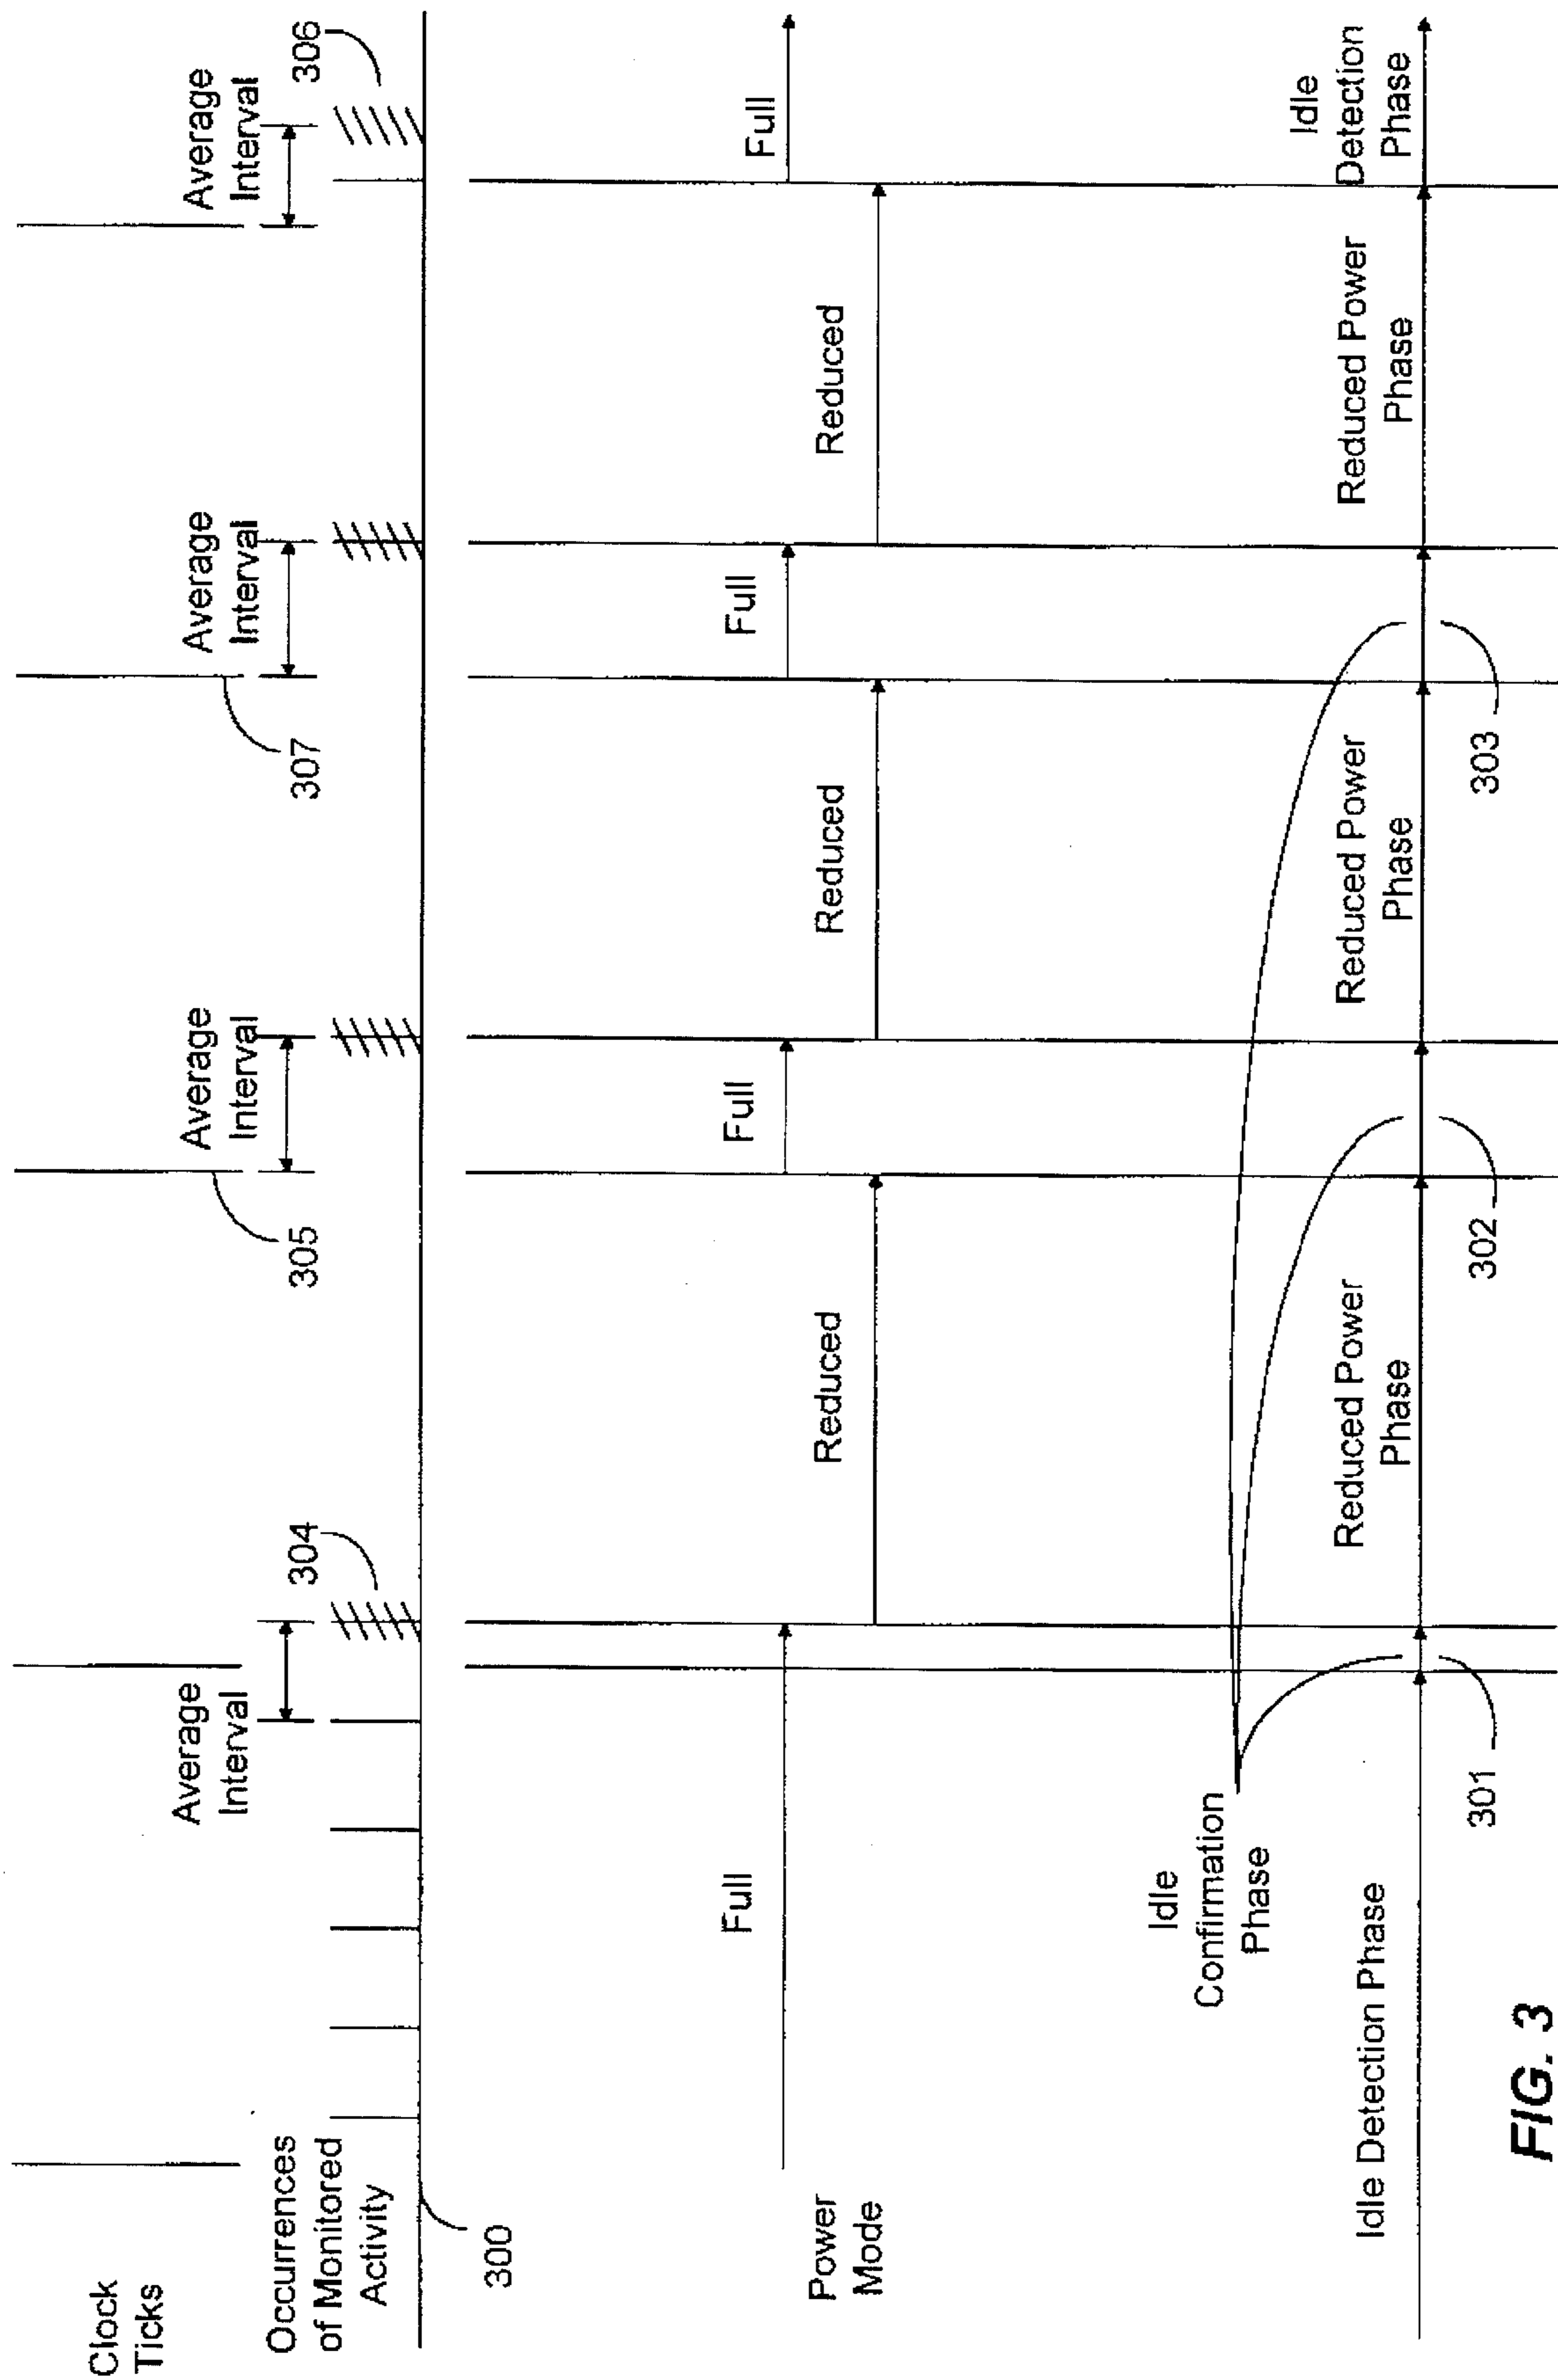 Clock
Ticks
Average
Interval
Average
Interval
Average
Interval
Average
Interval
304
305
307
306
Occurrences
of Monitored
Activity
300
Power
Mode
Full
Reduced
Full
Reduced
Full
Reduced
Full
Idle
Confirmation
Phase
Idle Detection Phase
Reduced Power
Phase
Reduced Power
Phase
Reduced Power
Phase
Idle
Detection
Phase
301
302
303
FIG. 3